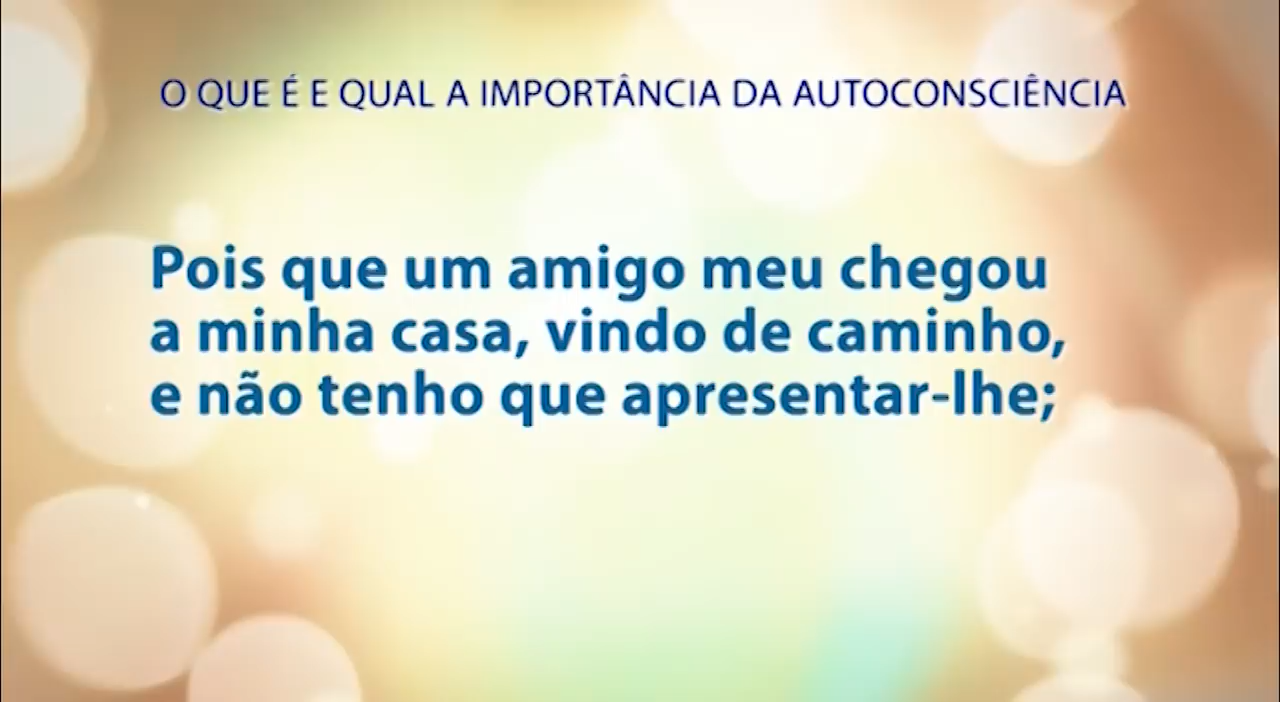 O QUE É E QUAL A IMPORTÂNCIA DA AUTOCONSCIÊNCIA
Pois que um amigo meu chegou
a minha casa, vindo de caminho,
e não tenho que apresentar-lhe;